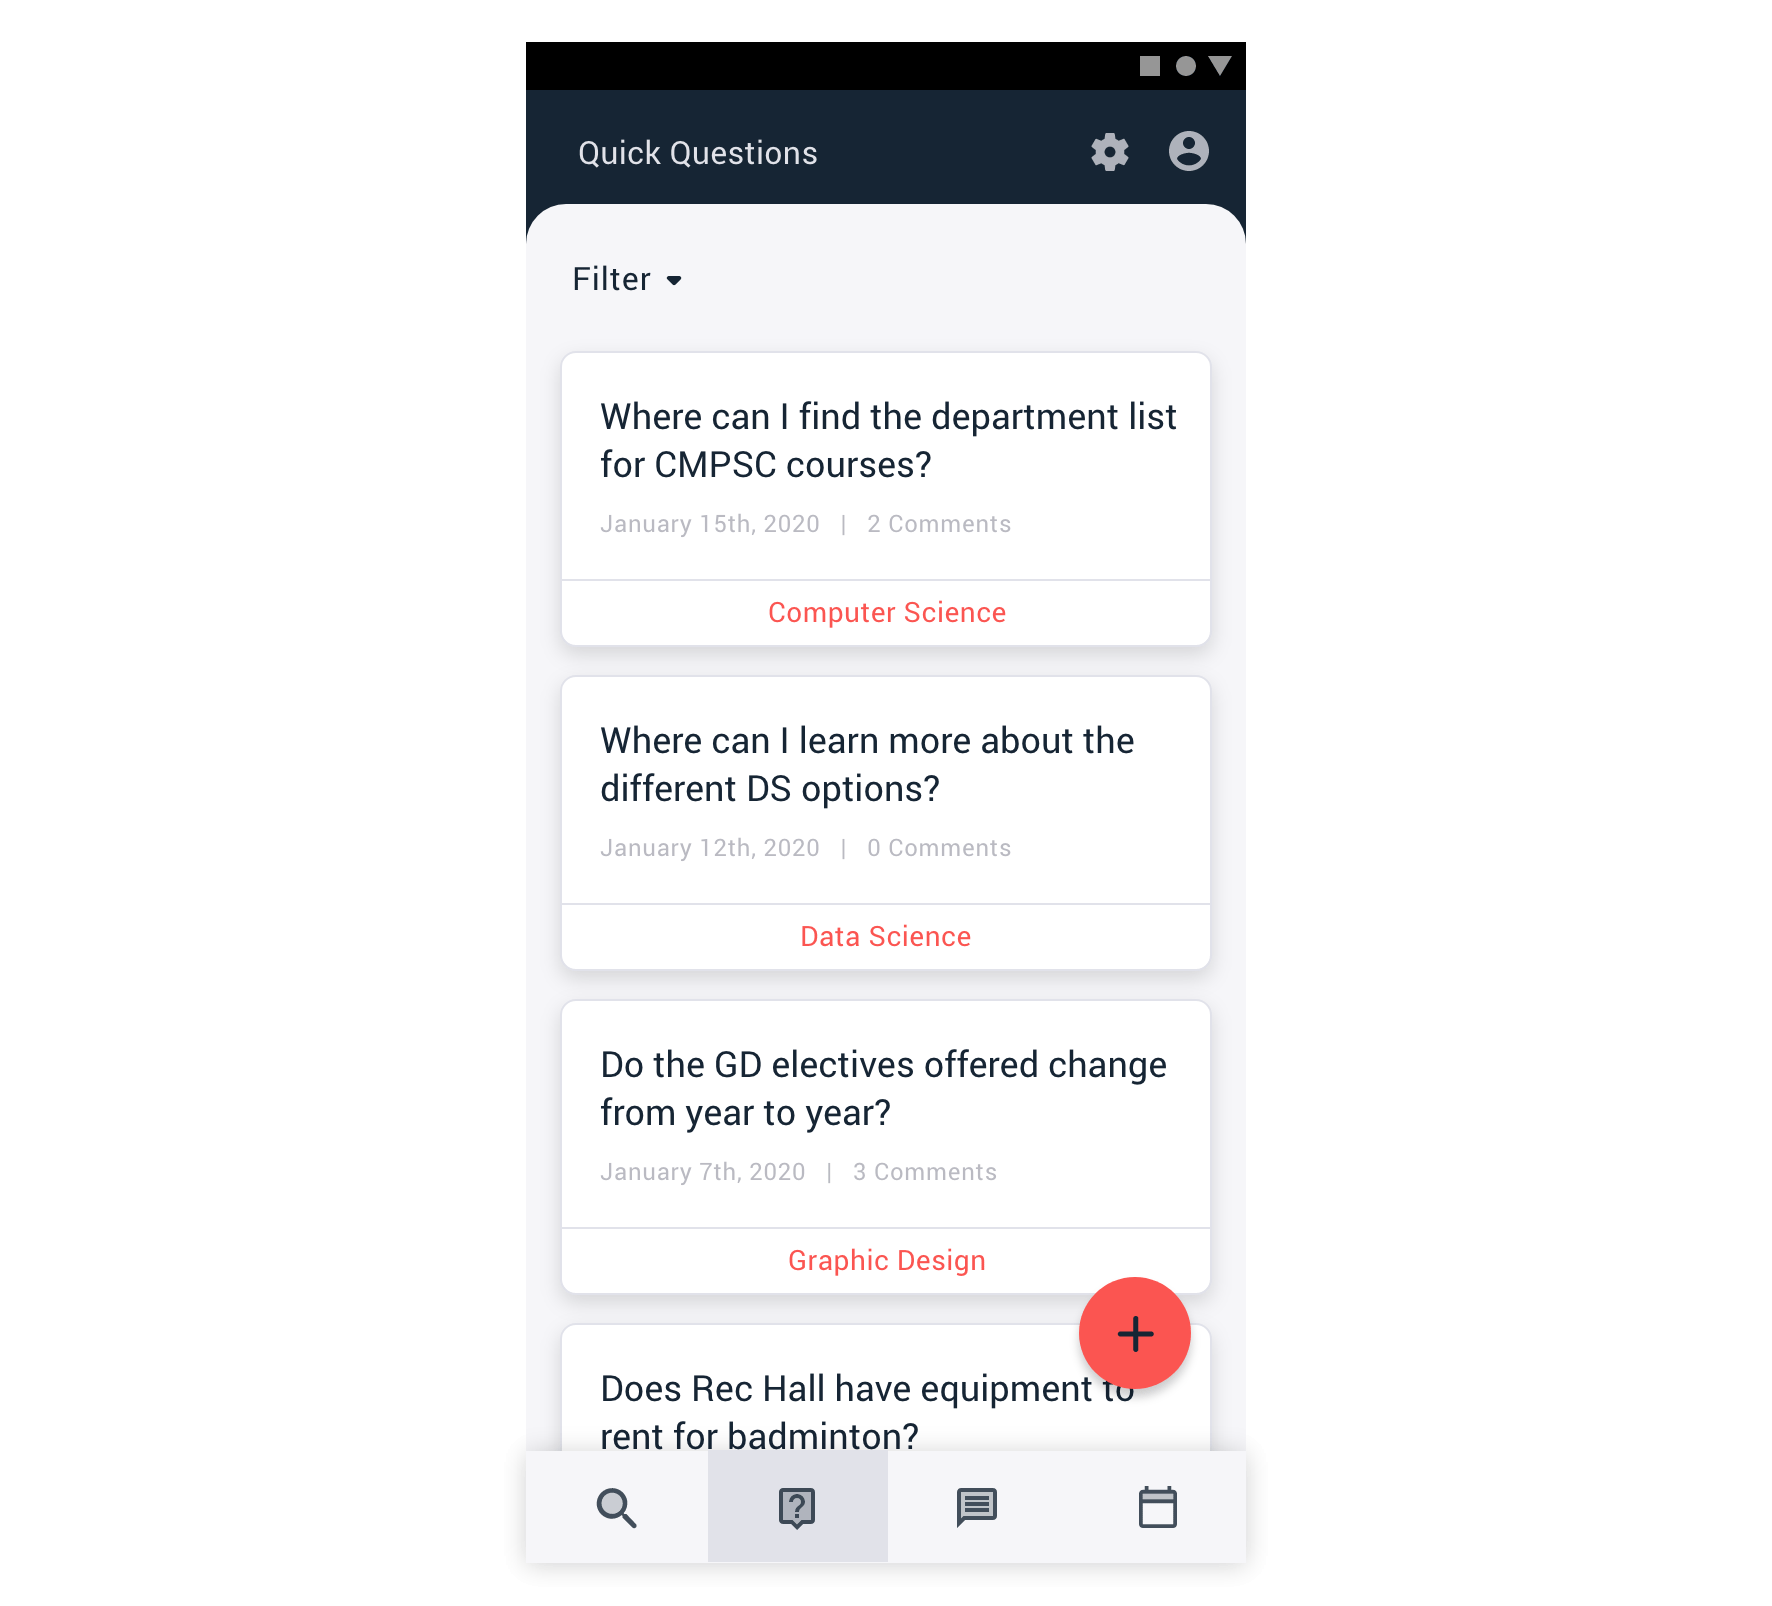 Quick Questions
Filter
Where can I find the department list
for CMPSC courses?
January 15th, 2020 | 2 Comments
Computer Science
Where can I learn more about the
different DS options?
January 12th, 2020 | 0 Comments
Data Science
Do the GD electives offered change
from year to year?
January 7th, 2020 | 3 Comments
Graphic Design
Does Rec Hall have equipment to
rent for badminton?